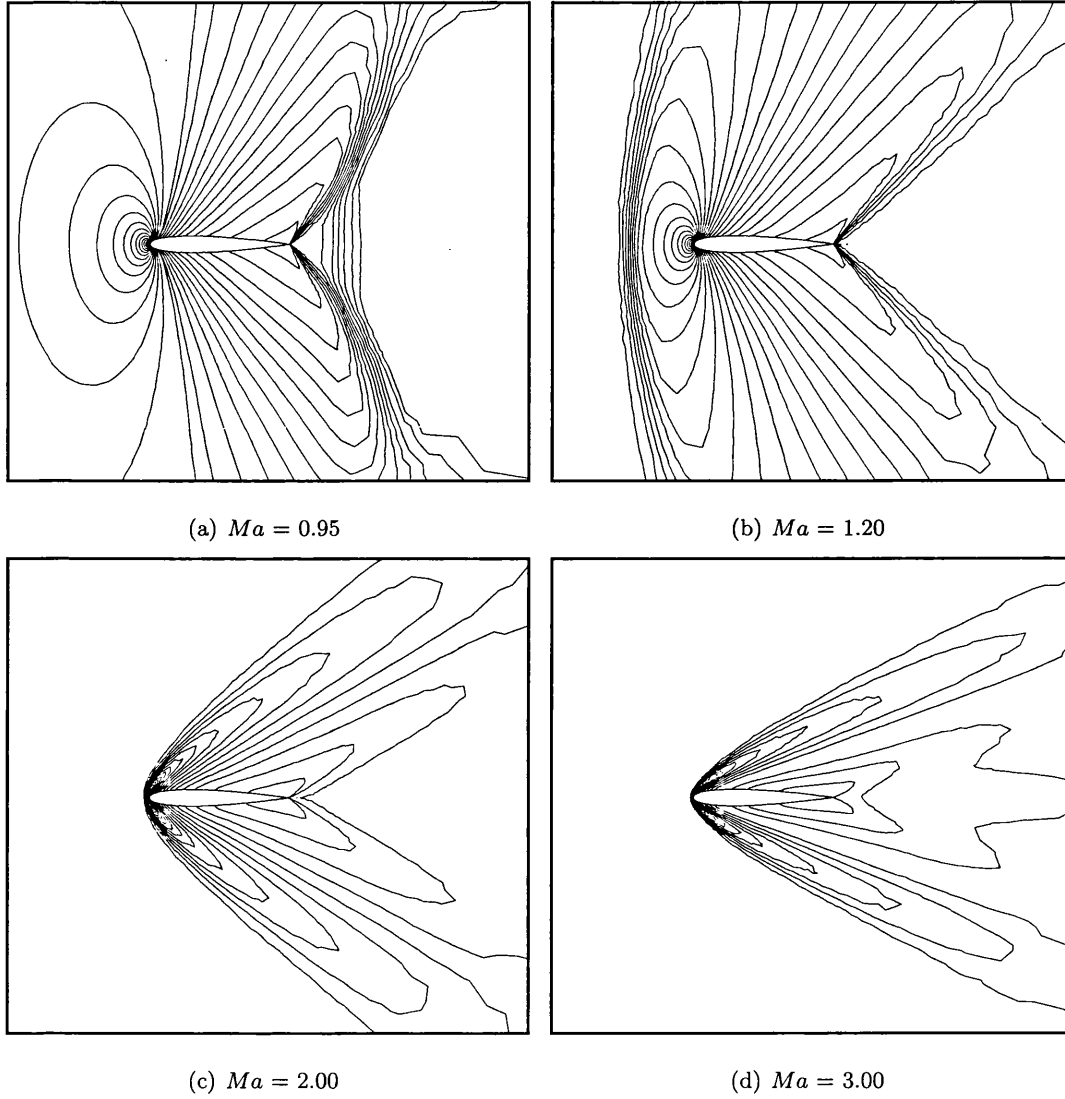 (a) Ma = 0.95
(b) Ma = 1.20
(c) Ma = 2.00
(d) Ma = 3.00